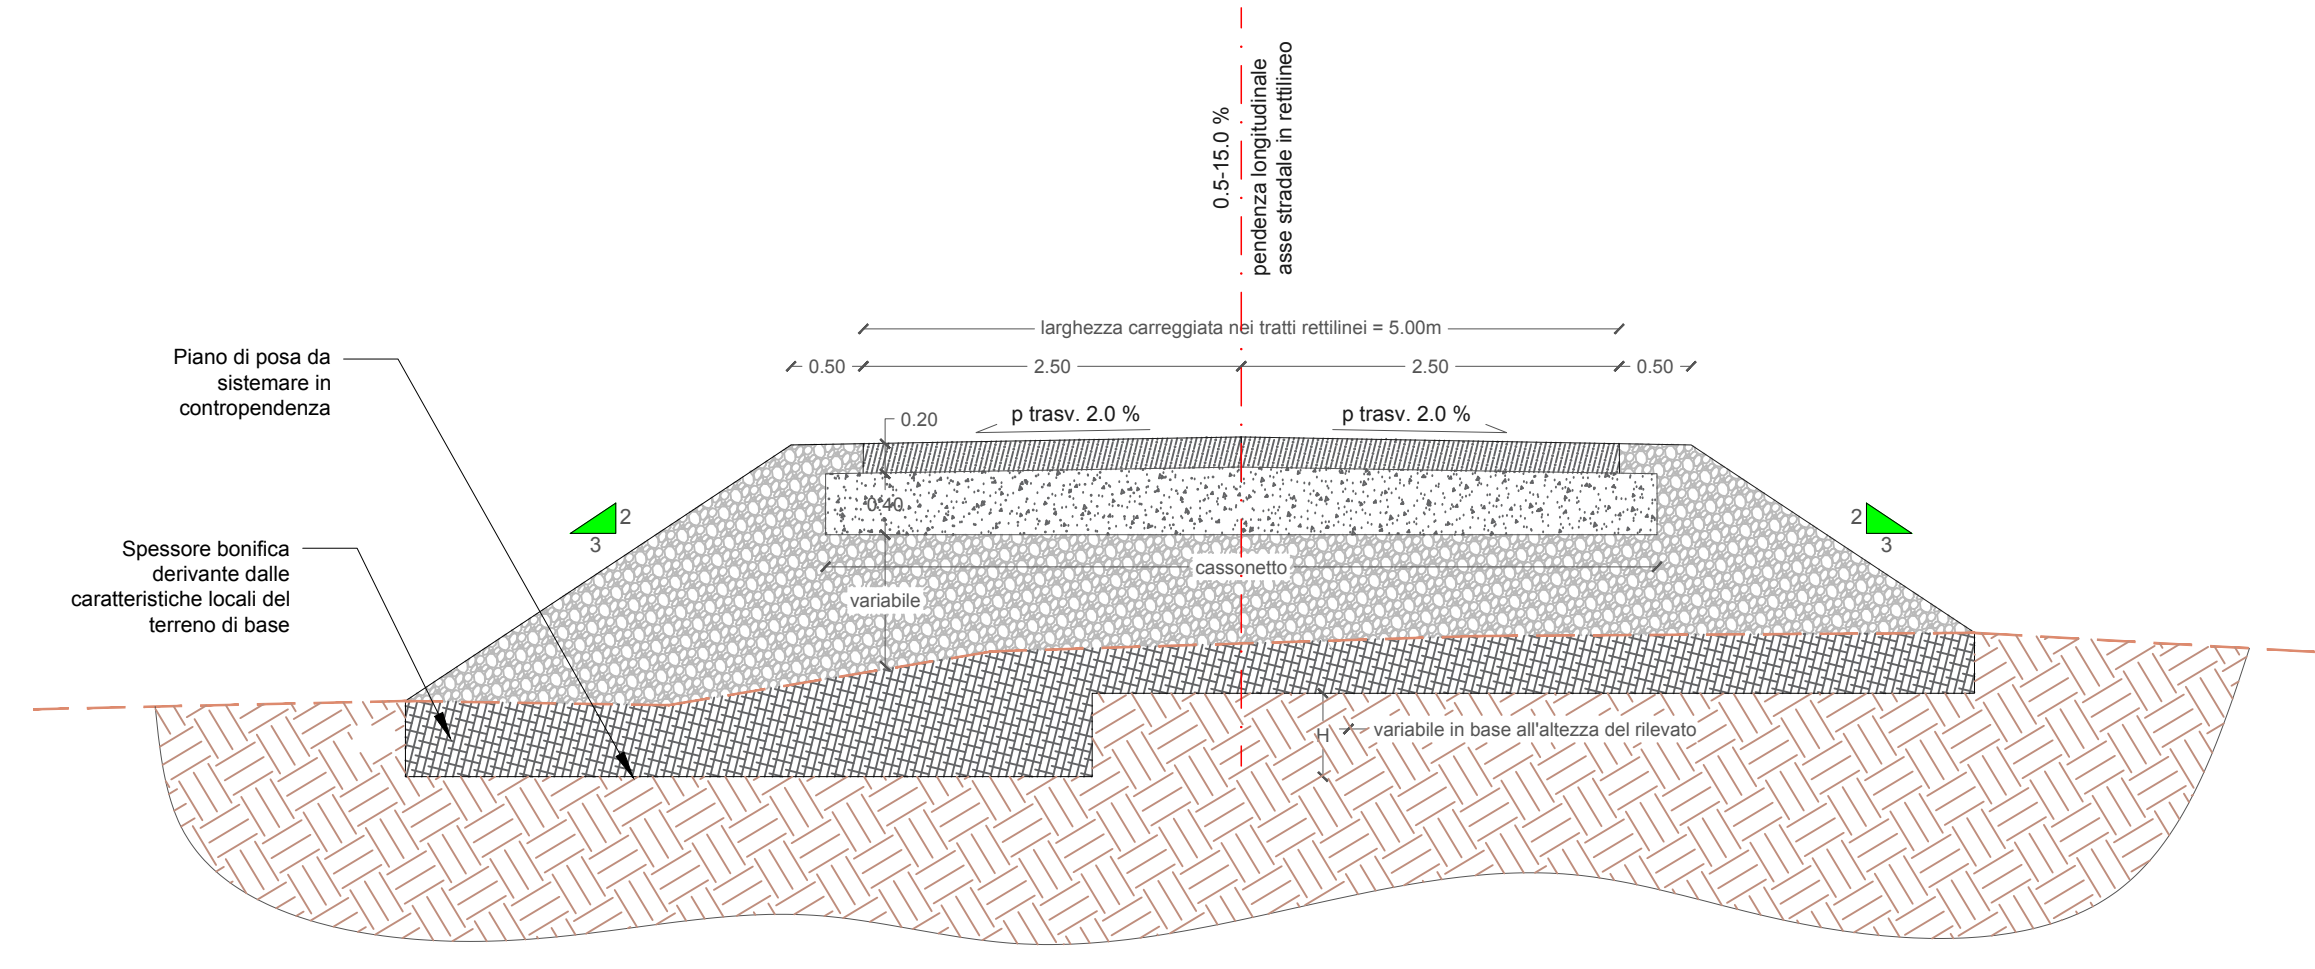 0.5-15.0 %
pendenza longitudinale
asse stradale in rettilineo
larghezza carreggiata nei tratti rettilinei = 5.00m
0.50
2.50
2.50
0.50
Piano di posa da
sistemare in
contropendenza
0.20
p trasv. 2.0 %
p trasv. 2.0 %
0.40
2
3
2
3
Spessore bonifica
derivante dalle
caratteristiche locali del
terreno di base
cassonetto
variabile
H
variabile in base all'altezza del rilevato